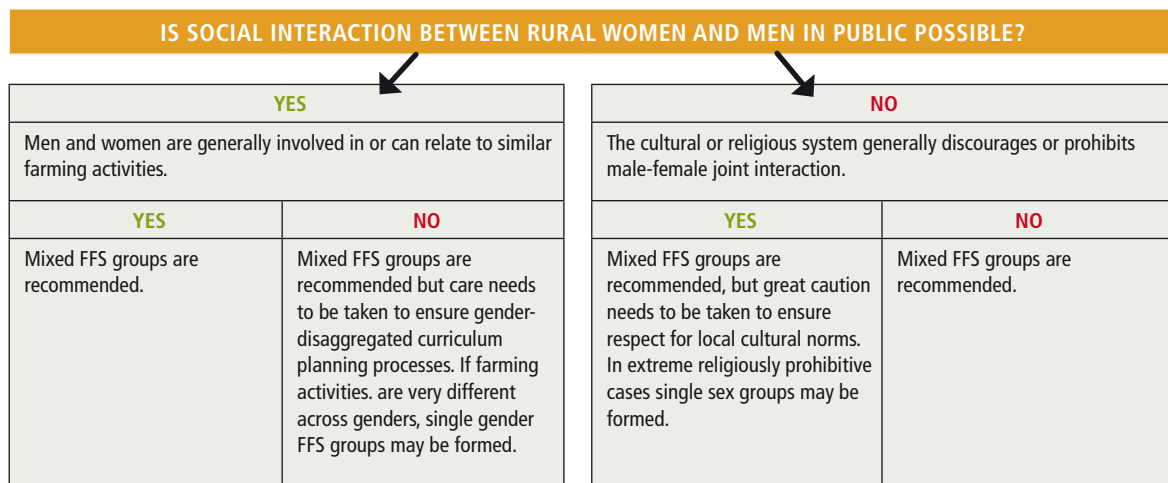 IS SOCIAL INTERACTION BETWEEN RURAL WOMEN AND MEN IN PUBLIC POSSIBLE?
YES
Men and women are generally involved in or can relate to similar
farming activities.
YES
Mixed FFS groups are
recommended.
NO
Mixed FFS groups are
recommended but care needs
to be taken to ensure gender-
disaggregated curriculum
planning processes. If farming
activities. are very different
across genders, single gender
FFS groups may be formed.
NO
The cultural or religious system generally discourages or prohibits
male-female joint interaction.
YES
Mixed FFS groups are
recommended, but great caution
needs to be taken to ensure
respect for local cultural norms.
In extreme religiously prohibitive
cases single sex groups may be
formed.
NO
Mixed FFS groups are
recommended.